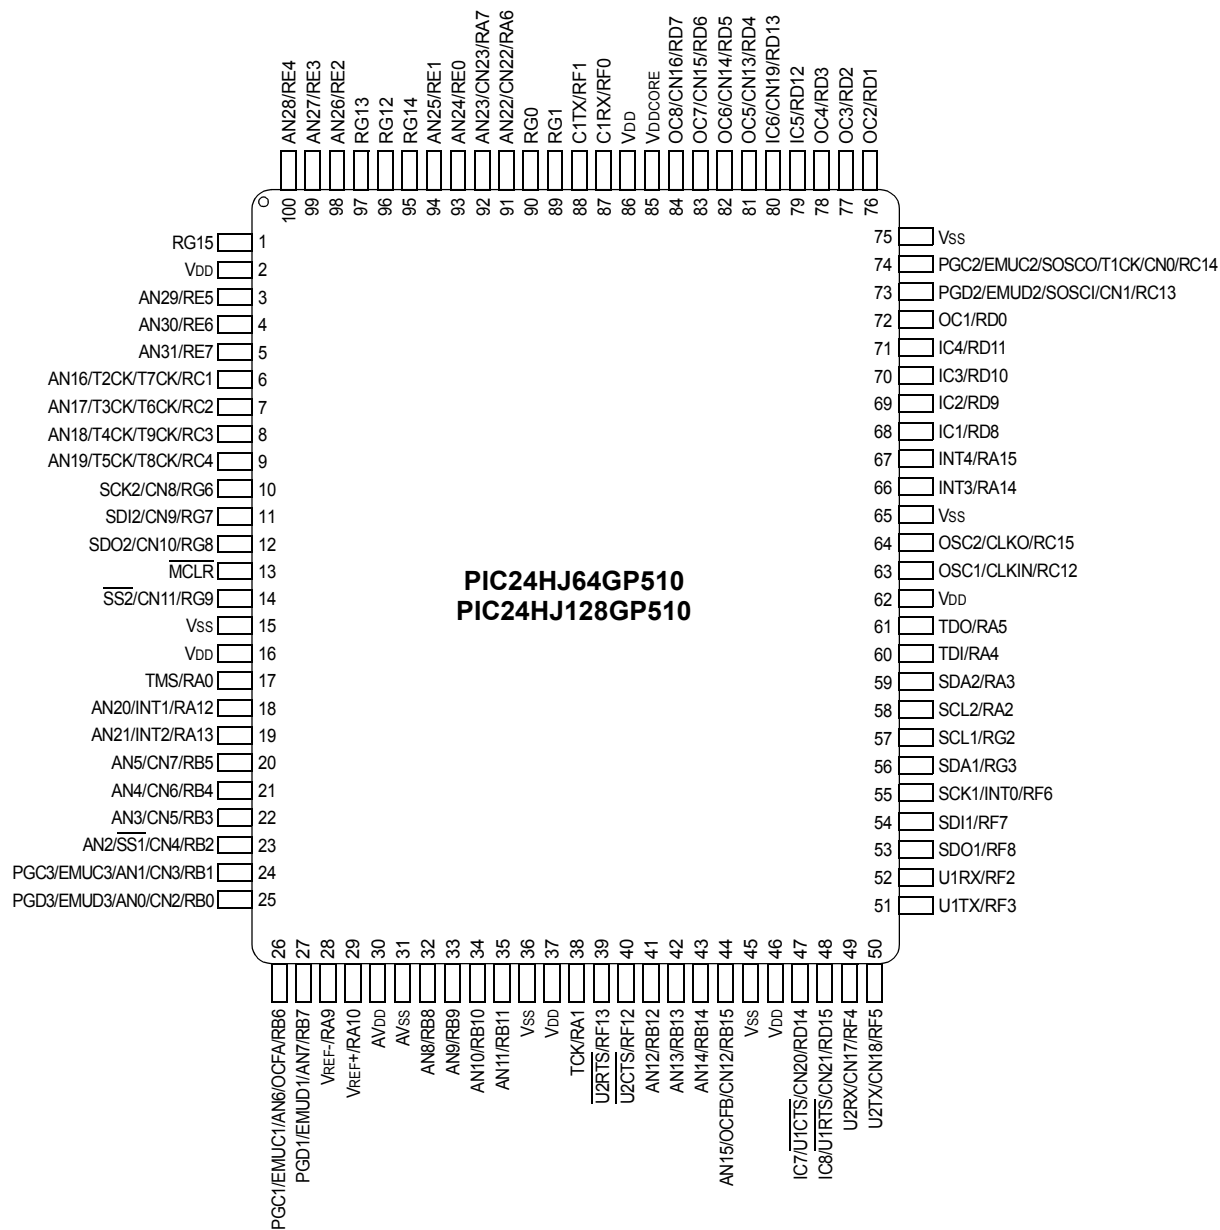 AN28/RE4
AN27/RE3
AN26/RE2
RG13
RG12
RG14
AN25/RE1
AN24/RE0
AN23/CN23/RA7
AN22/CN22/RA6
RG0
RG1
C1TX/RF1
C1RX/RF0
VDD
VDDCORE
OC8/CN16/RD7
OC7/CN15/RD6
OC6/CN14/RD5
OC5/CN13/RD4
IC6/CN19/RD13
IC5/RD12
OC4/RD3
OC3/RD2
OC2/RD1
100 99 98 97 96 95 94 93 92 91 90 89 88 87 86 85 84 83 82 81 80 79 78 77 76
RG15 1
VDD 2
AN29/RE5 3
AN30/RE6 4
AN31/RE7 5
AN16/T2CK/T7CK/RC1 6
AN17/T3CK/T6CK/RC2 7
AN18/T4CK/T9CK/RC3 8
AN19/T5CK/T8CK/RC4 9
SCK2/CN8/RG6 10
SDI2/CN9/RG7 11
SDO2/CN10/RG8 12
MCLR 13
SS2/CN11/RG9 14
VSS 15
VDD 16
TMS/RA0 17
AN20/INT1/RA12 18
AN21/INT2/RA13 19
AN5/CN7/RB5 20
AN4/CN6/RB4 21
AN3/CN5/RB3 22
AN2/SS1/CN4/RB2 23
PGC3/EMUC3/AN1/CN3/RB1 24
PGD3/EMUD3/AN0/CN2/RB0 25
PIC24HJ64GP510
PIC24HJ128GP510
75 VSS
74 PGC2/EMUC2/SOSCO/T1CK/CN0/RC14
73 PGD2/EMUD2/SOSCI/CN1/RC13
72 OC1/RD0
71 IC4/RD11
70 IC3/RD10
69 IC2/RD9
68 IC1/RD8
67 INT4/RA15
66 INT3/RA14
65 VSS
64 OSC2/CLKO/RC15
63 OSC1/CLKIN/RC12
62 VDD
61 TDO/RA5
60 TDI/RA4
59 SDA2/RA3
58 SCL2/RA2
57 SCL1/RG2
56 SDA1/RG3
55 SCK1/INT0/RF6
54 SDI1/RF7
53 SDO1/RF8
52 U1RX/RF2
51 U1TX/RF3
26 27 28 29 30 31 32 33 34 35 36 37 38 39 40 41 42 43 44 45 46 47 48 49 50
PGC1/EMUC1/AN6/OCFA/RB6
PGD1/EMUD1/AN7/RB7
VREF-/RA9
VREF+/RA10
AVDD
AVSS
AN8/RB8
AN9/RB9
AN10/RB10
AN11/RB11
VSS
VDD
TCK/RA1
U2RTS/RF13
U2CTS/RF12
AN12/RB12
AN13/RB13
AN14/RB14
AN15/OCFB/CN12/RB15
VSS
VDD
IC7/U1CTS/CN20/RD14
IC8/U1RTS/CN21/RD15
U2RX/CN17/RF4
U2TX/CN18/RF5